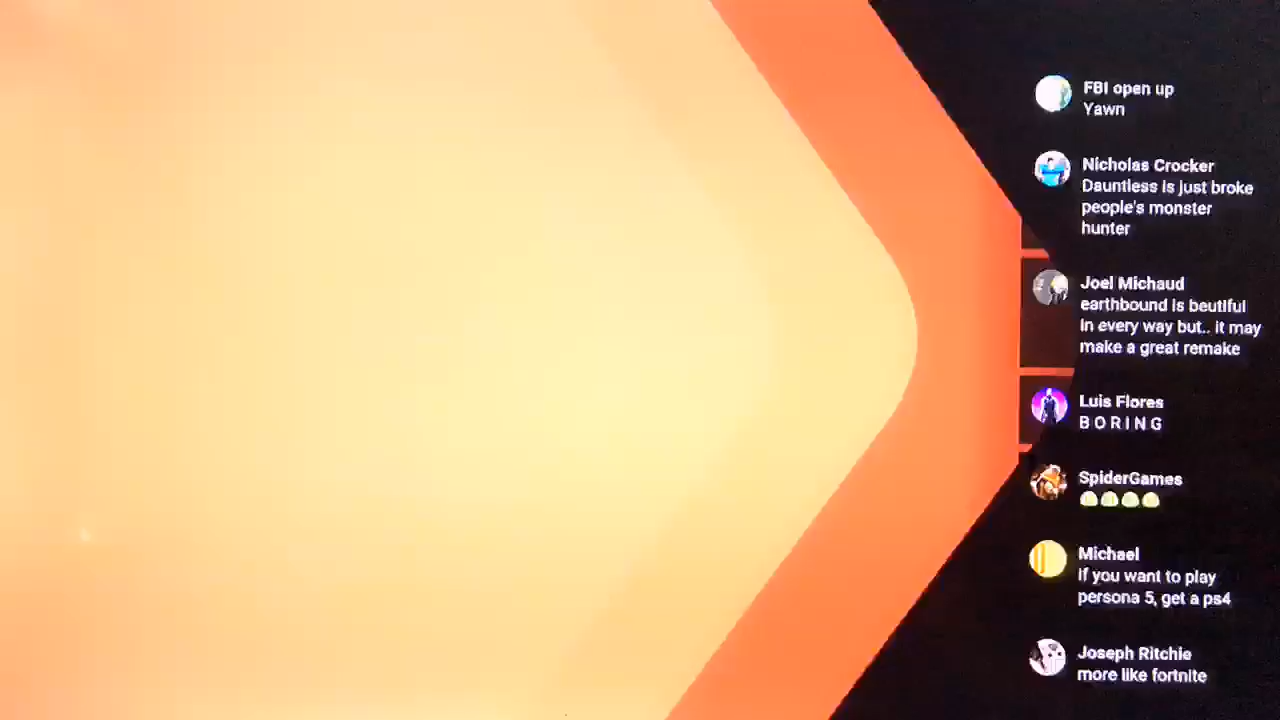 FBI open up
Yawn
Nicholas Crocker
Dauntless is just broke
people's monster
hunter
Joel Michaud
earthbound is beutiful
in every way but.. it may
make a great remake
Luis Flores
B O R I N G
SpiderGames
Michael
If you want to play
persona 5, get a ps4
Joseph Ritchie
more like fortnite